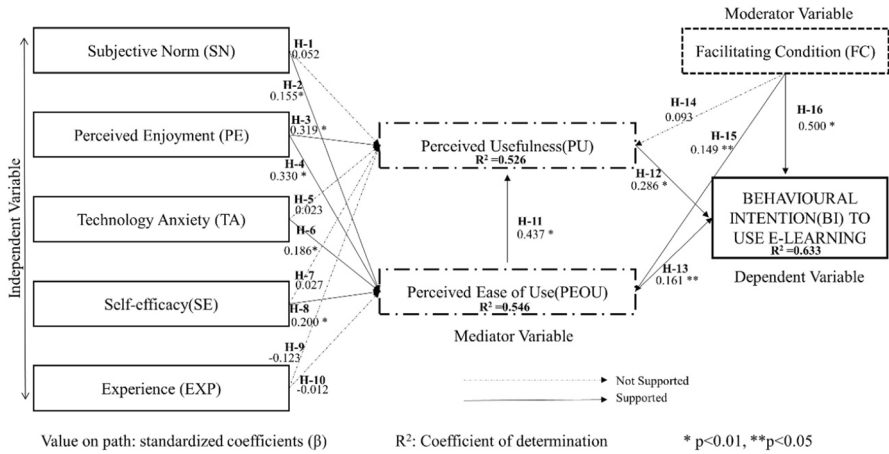 Moderator Variable
Facilitating Condition (FC)
Independent Variable
Subjective Norm (SN)
Perceived Enjoyment (PE)
Technology Anxiety (TA)
Self-efficacy(SE)
Experience (EXP)
H-1
0.052
H-2
0.155*
H-3
0.319 *
H-4
0.330 *
H-5
0.023
H-6
0.186*
H-7
0.027
H-8
0.200 *
H-9
-0.123
H-10
-0.012
Perceived Usefulness(PU)
R² =0.526
H-11
0.437 *
Perceived Ease of Use(PEOU)
R² =0.546
Mediator Variable
H-14
0.093
H-15
0.149 **
H-16
0.500 *
H-12
0.286 *
H-13
0.161 **
BEHAVIOURAL
INTENTION(BI) TO
USE E-LEARNING
R² =0.633
Dependent Variable
Not Supported
Supported
Value on path: standardized coefficients (β)
R²: Coefficient of determination
* p<0.01, **p<0.05